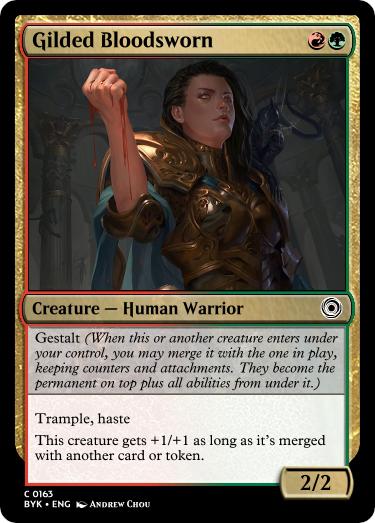 Gilded Bloodsworn
Creature — Human Warrior
Gestalt (When this or another creature enters under
your control, you may merge it with the one in play,
keeping counters and attachments. They become the
permanent on top plus all abilities from under it.)
Trample, haste
This creature gets +1/+1 as long as it's merged
with another card or token.
2/2
C 0163
BYK • ENG Andrew Chou